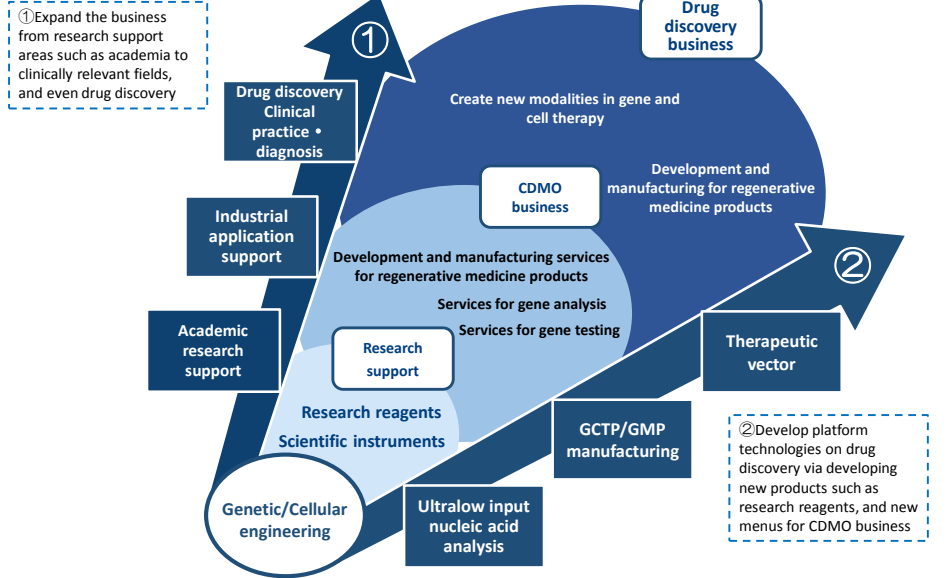 ①Expand the business
from research support
areas such as academia to
clinically relevant fields,
and even drug discovery
①
Drug
discovery
business
②
Drug discovery
Clinical
practice •
diagnosis
Create new modalities in gene and
cell therapy
Development and
manufacturing for regenerative
medicine products
CDMO
business
Industrial
application
support
Development and manufacturing services
for regenerative medicine products
Services for gene analysis
Services for gene testing
Academic
research
support
Research
support
Therapeutic
vector
Research reagents
Scientific instruments
GCTP/GMP
manufacturing
②Develop platform
technologies on drug
discovery via developing
new products such as
research reagents, and new
menus for CDMO business
Genetic/Cellular
engineering
Ultralow input
nucleic acid
analysis